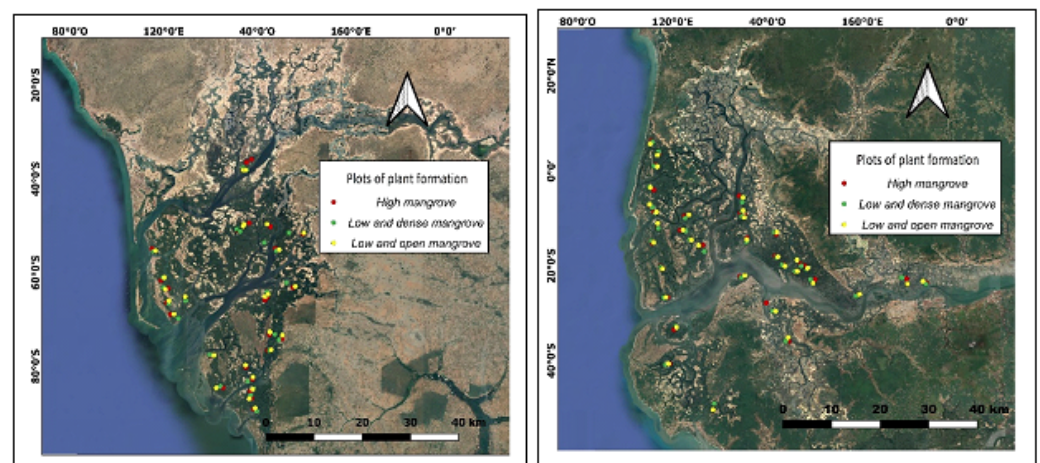 80°0'O 120°0'E 40°0'O 160°0'E 0°0'
20°0'S
40°0'S
60°0'S
80°0'S
Plots of plant formation
High mangrove
Low and dense mangrove
Low and open mangrove
0 10 20 30 40 km
80°0'O 120°0'O 40°0'O 160°0'E 0°0'
20°0'N
0°0'
20°0'S
40°0'S
Plots of plant formation
High mangrove
Low and dense mangrove
Low and open mangrove
0 10 20 30 40 km